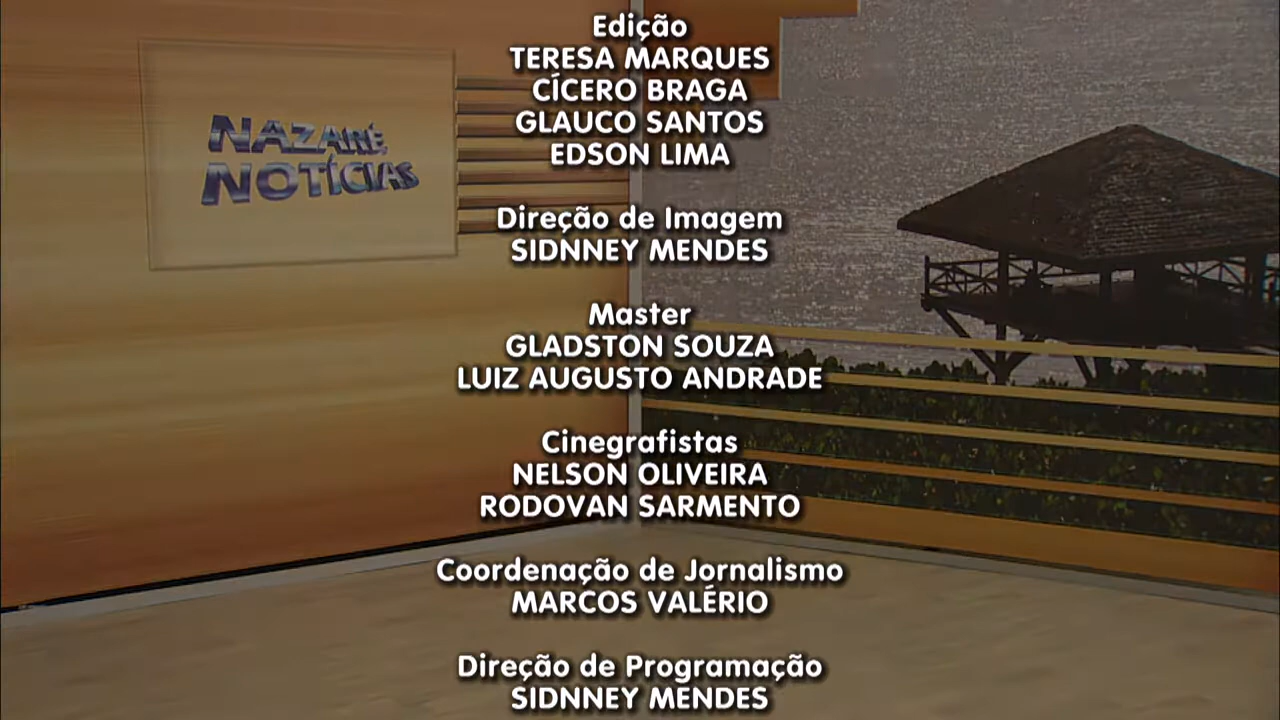 NAZARÉ
NOTÍCIAS
Edição
TERESA MARQUES
CÍCERO BRAGA
GLAUCO SANTOS
EDSON LIMA
Direção de Imagem
SIDNNEY MENDES
Master
GLADSTON SOUZA
LUIZ AUGUSTO ANDRADE
Cinegrafistas
NELSON OLIVEIRA
RODOVAN SARMENTO
Coordenação de Jornalismo
MARCOS VALÉRIO
Direção de Programação
SIDNNEY MENDES